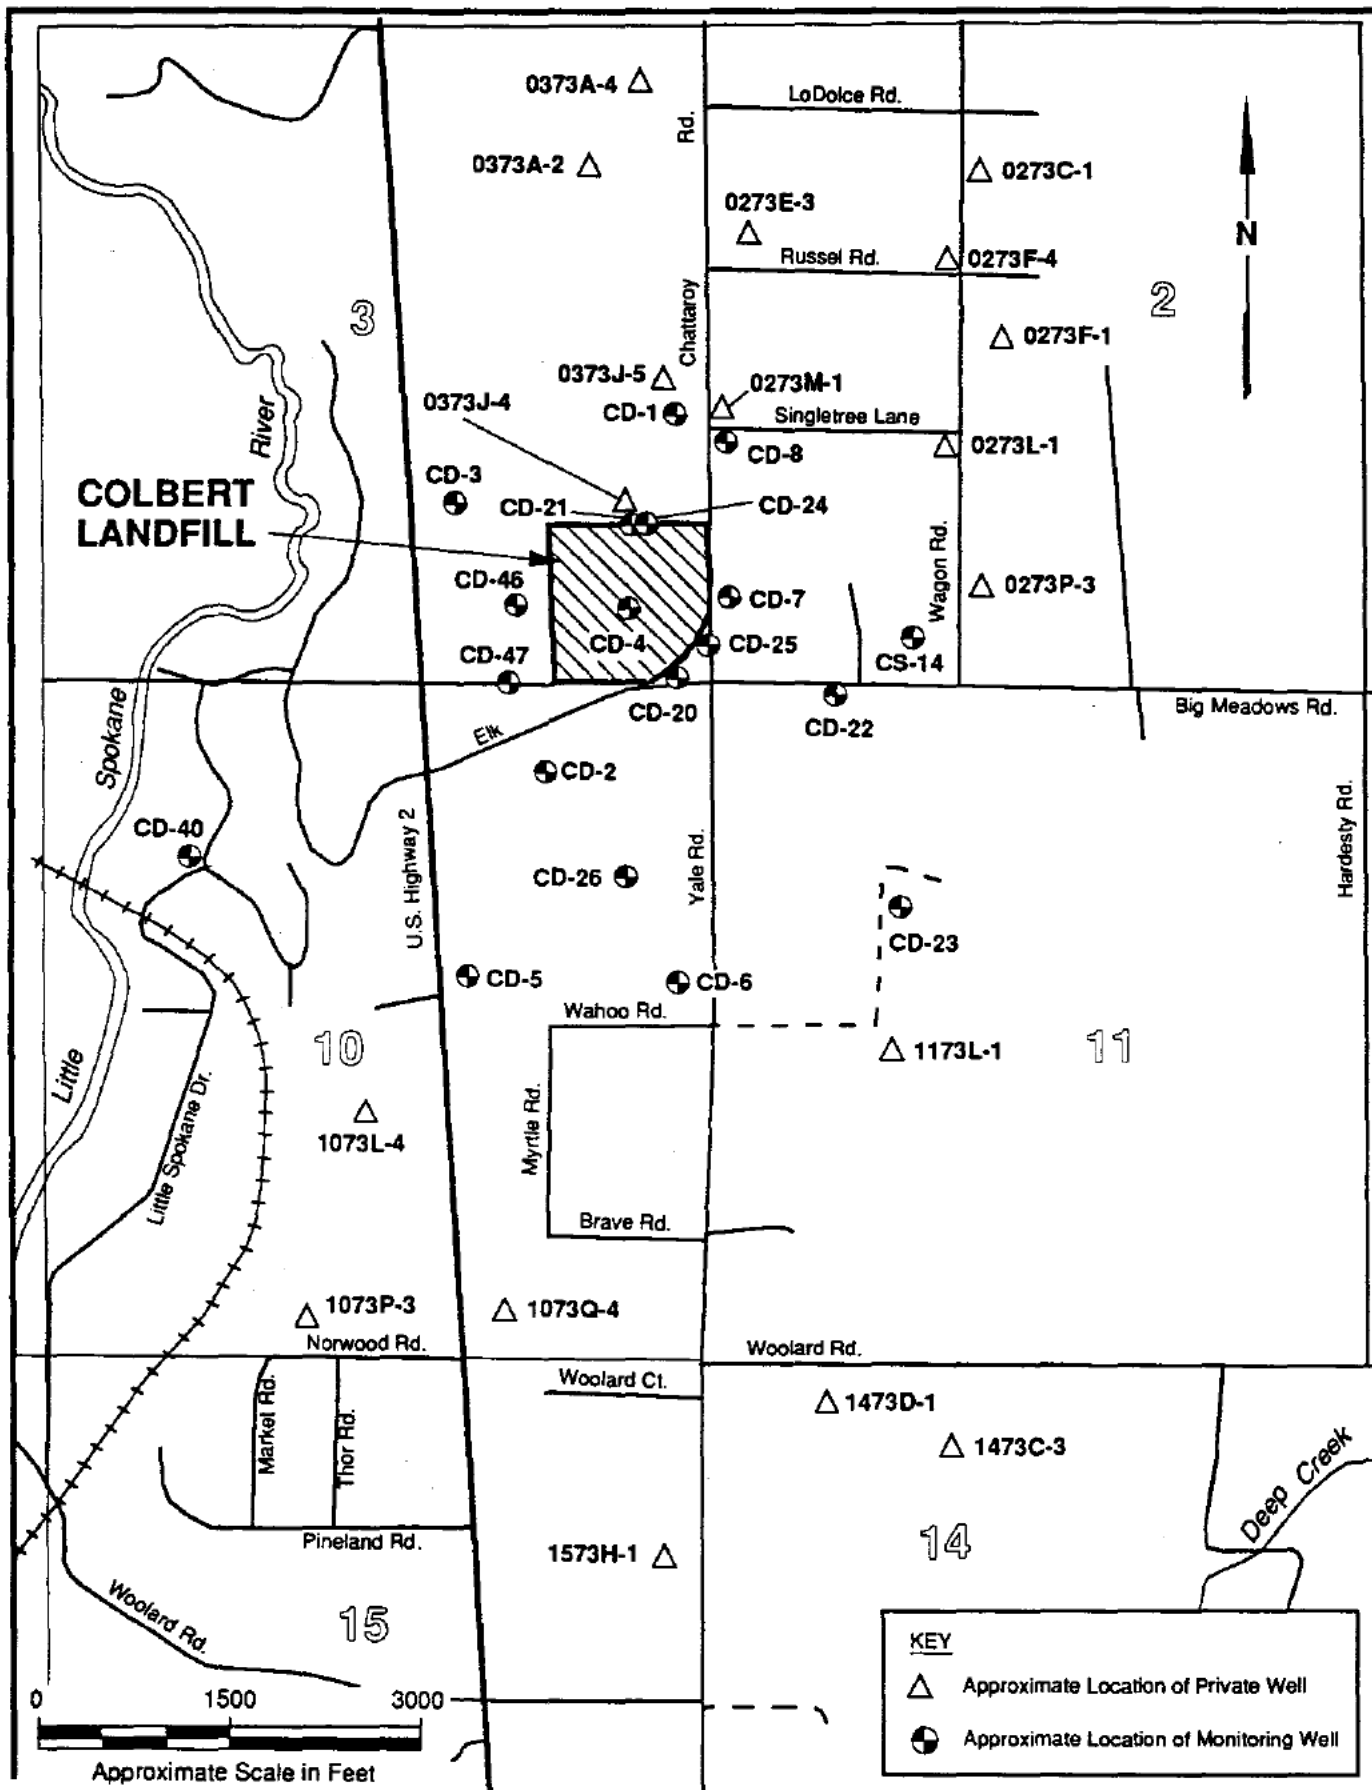 0373A-4
LoDolce Rd.
Rd.
0373A-2
0273C-1
0273E-3
N
Russel Rd.
0273F-4
3
2
Chattaroy
0273F-1
0373J-5
0273M-1
0373J-4
CD-1
Singletree Lane
River
CD-8
0273L-1
CD-3
COLBERT
LANDFILL
CD-21
CD-24
Wagon Rd.
CD-46
CD-7
0273P-3
CD-4
CD-25
CD-47
CS-14
Spokane
CD-20
CD-22
Big Meadows Rd.
Elk
CD-2
CD-40
U.S. Highway 2
Yale Rd.
Hardesty Rd.
CD-26
CD-23
CD-5
CD-6
Wahoo Rd.
10
1173L-1
11
Little
Little Spokane Dr.
1073L-4
Myrtle Rd.
Brave Rd.
1073P-3
1073Q-4
Norwood Rd.
Woolard Rd.
Woolard Ct.
Market Rd.
Thor Rd.
1473D-1
1473C-3
Deep Creek
Pineland Rd.
1573H-1
14
Woolard Rd.
15
KEY
Approximate Location of Private Well
Approximate Location of Monitoring Well
0 1500 3000
Approximate Scale in Feet